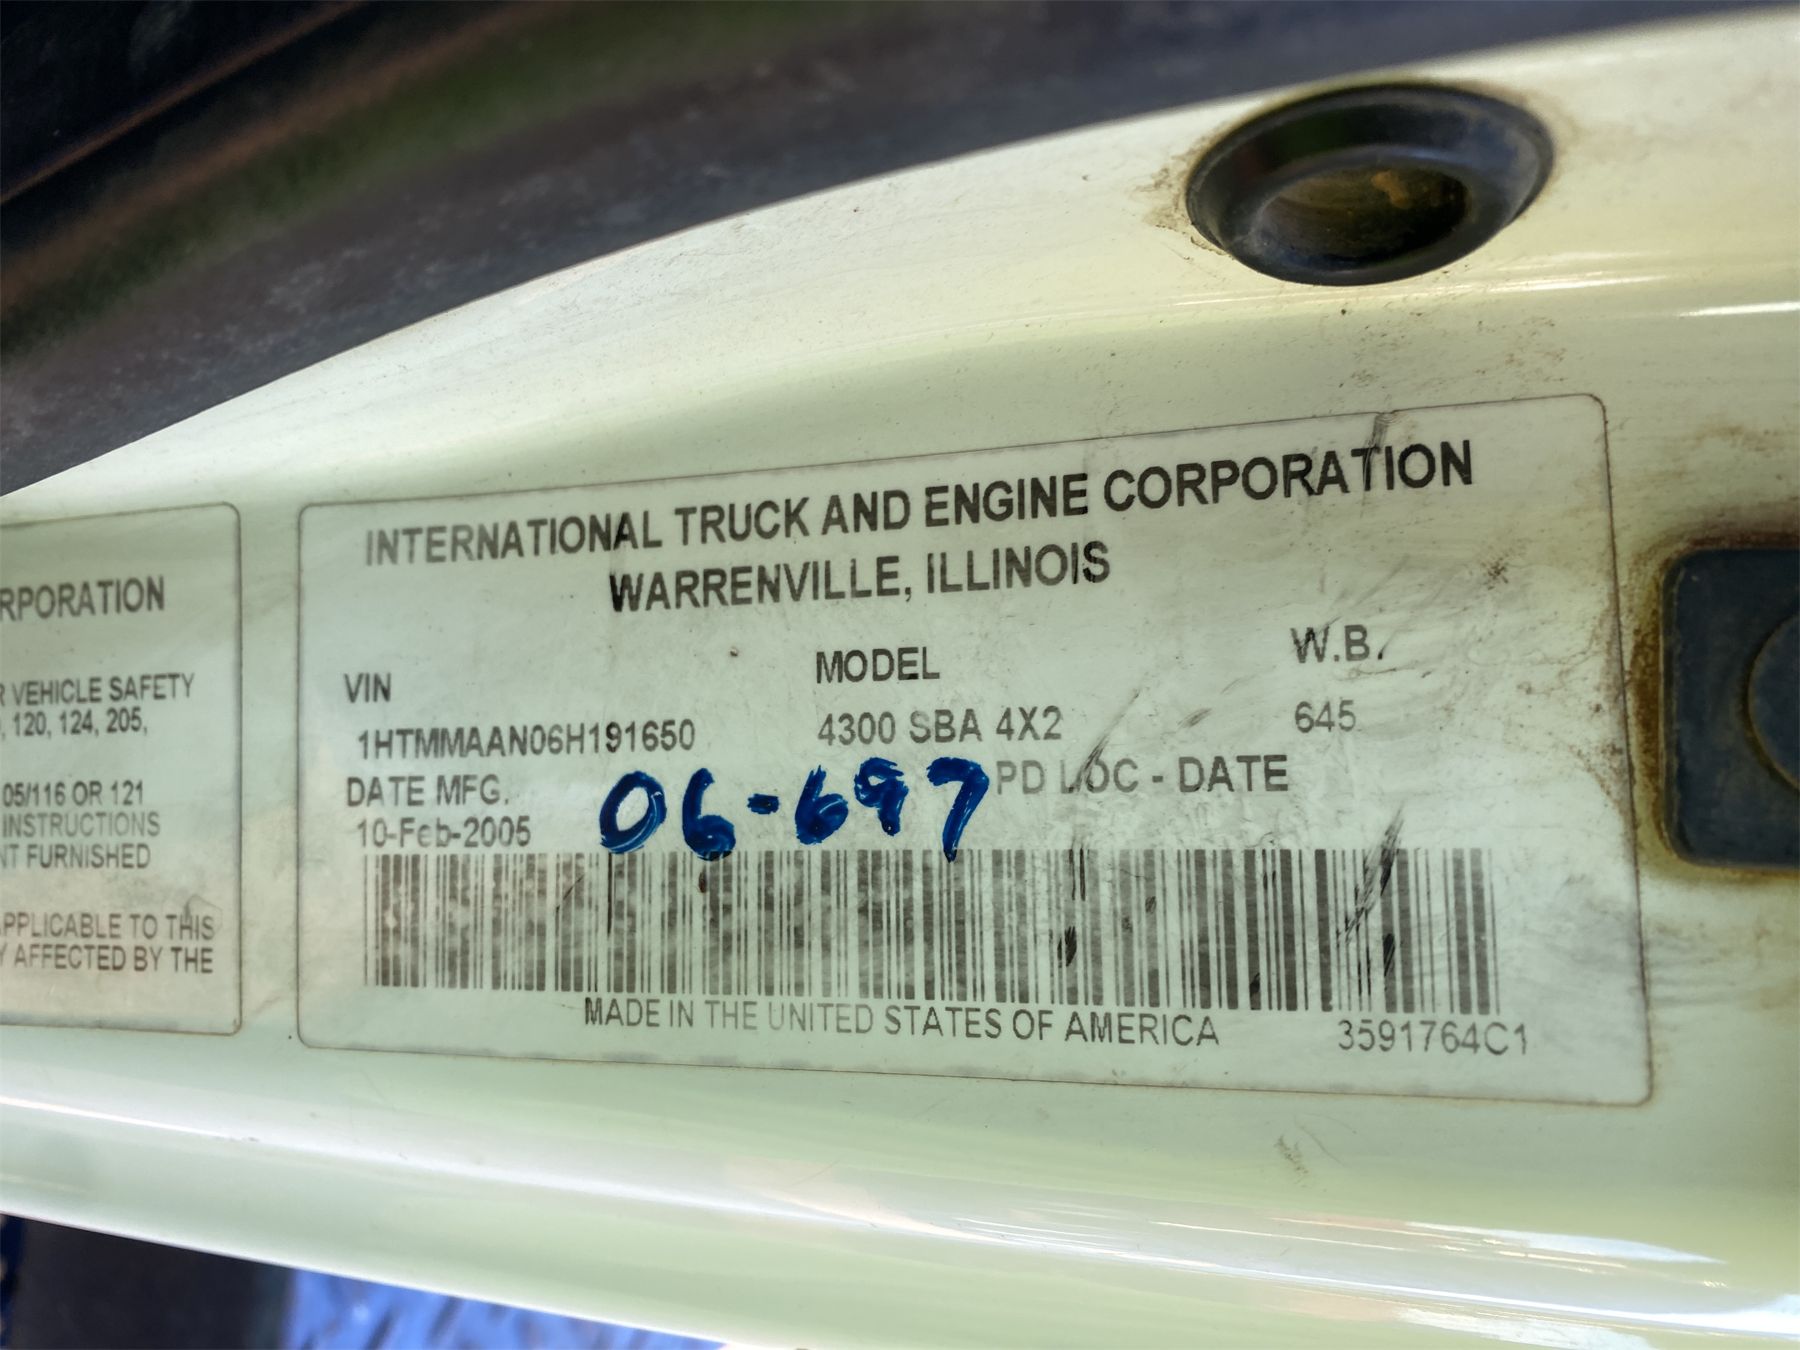 RPORATION
R VEHICLE SAFETY
120, 124, 205,
05/116 OR 121
INSTRUCTIONS
NT FURNISHED
APPLICABLE TO THIS
Y AFFECTED BY THE
INTERNATIONAL TRUCK AND ENGINE CORPORATION
WARRENVILLE, ILLINOIS
VIN MODEL W.B.
1HTMMAAN06H191650 4300 SBA 4X2 645
DATE MFG. 06-697 PD LOC - DATE
10-Feb-2005
MADE IN THE UNITED STATES OF AMERICA 3591764C1